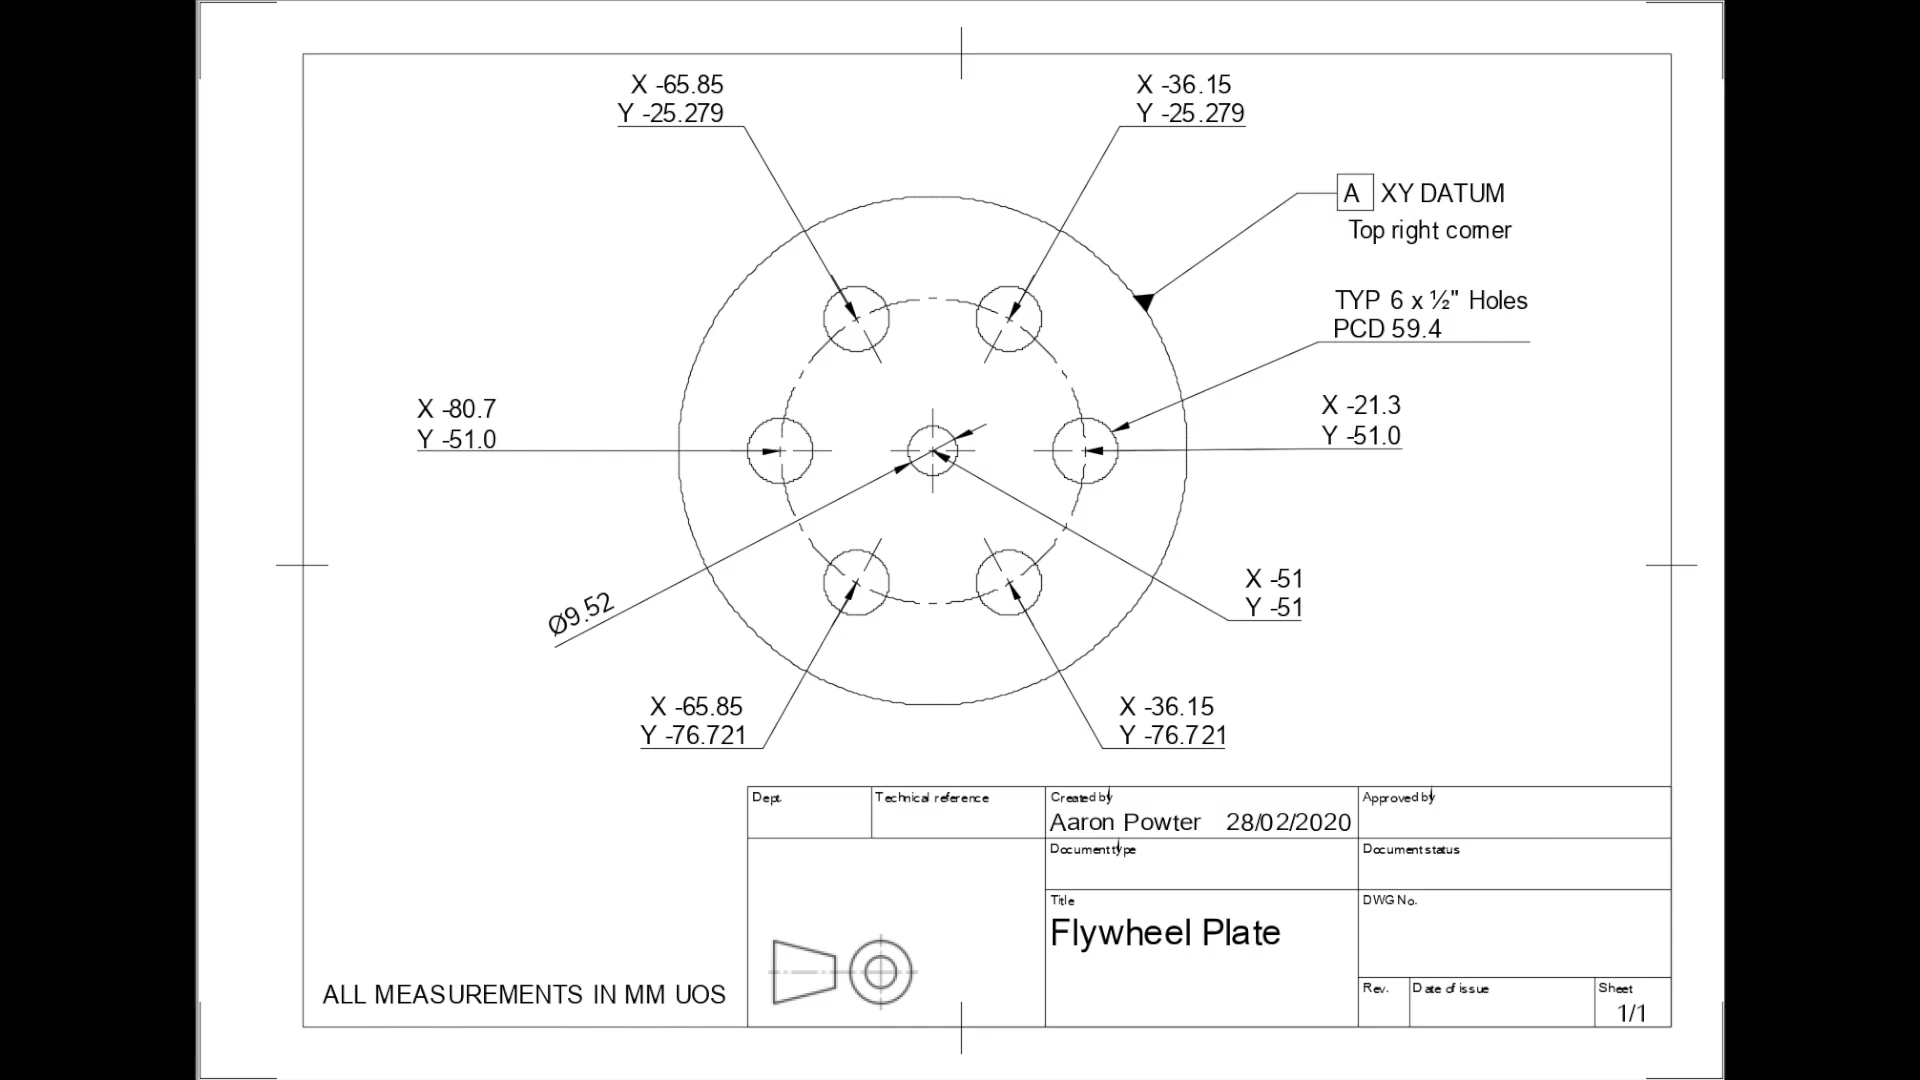 X -65.85
Y -25.279
X -36.15
Y -25.279
A XY DATUM
Top right corner
TYP 6 x ½" Holes
PCD 59.4
X -80.7
Y -51.0
X -21.3
Y -51.0
X -51
Y -51
Ø9.52
X -65.85
Y -76.721
X -36.15
Y -76.721
Dept.
Technical reference
Created by
Approved by
Aaron Powter 28/02/2020
Document type
Document status
Title
DWG No.
Flywheel Plate
Rev.
Date of issue
Sheet
1/1
ALL MEASUREMENTS IN MM UOS